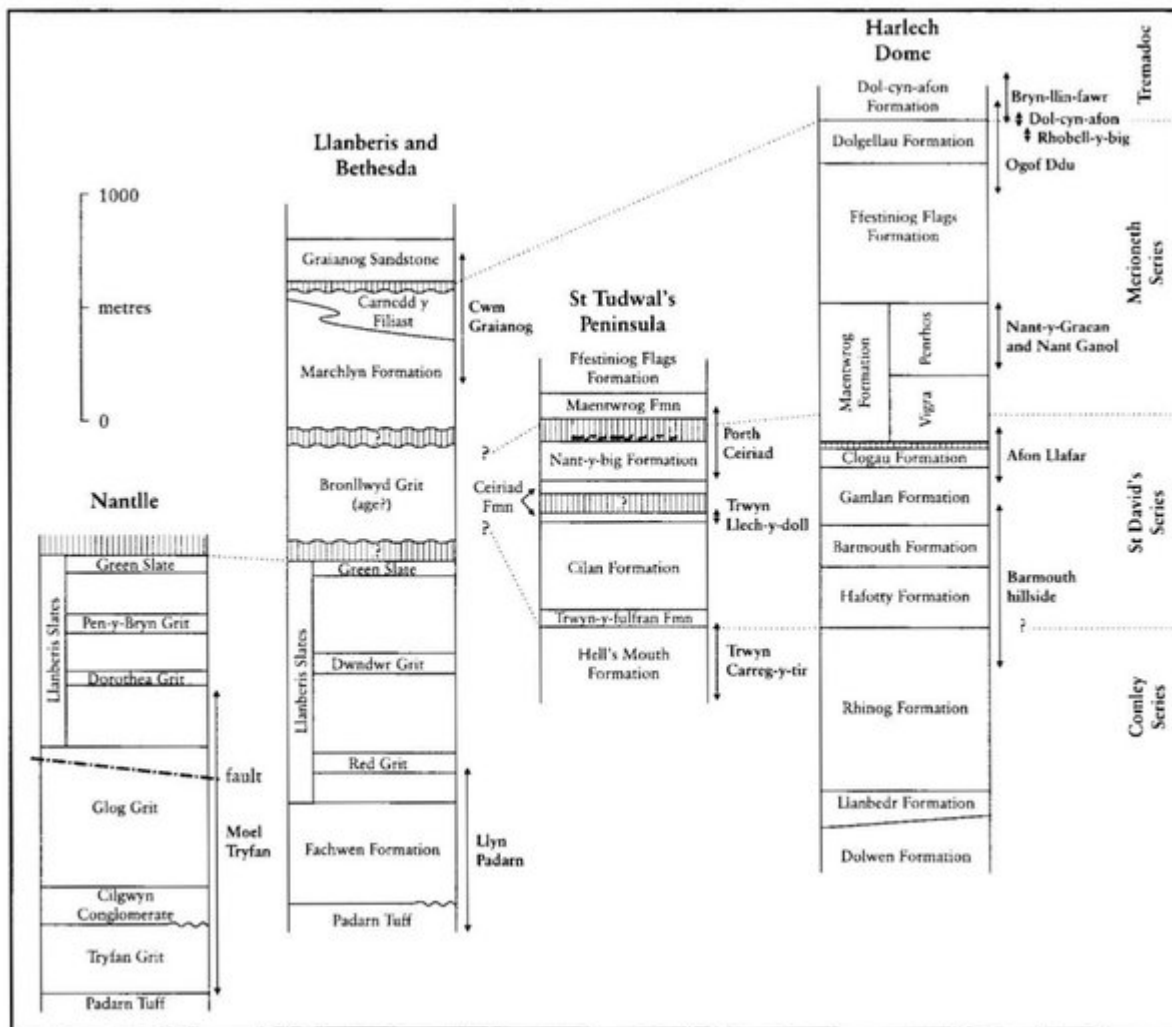 Harlech
Dome
Tremadoc
Dol-cyn-afon
Formation
Bryn-llin-fawr
Dol-cyn-afon
Rhobell-y-big
Dolgellau Formation
Ogof Ddu
Llanberis and
Bethesda
1000
metres
0
Ffestiniog Flags
Formation
Merioneth
Series
Graianog Sandstone
Carnedd y
Filiast
Cwm
Graianog
Marchlyn Formation
St Tudwal's
Peninsula
Ffestiniog Flags
Formation
Maentwrog Fmn
Maentwrog
Formation
Penrhos
Vigra
Nant-y-Graean
and Nant Ganol
?
?
Porth
Ceiriad
Nant-y-big Formation
Clogau Formation
Afon Llafar
Bronllwyd Grit
(age?)
Ceiriad
Fmn
?
Trwyn
Llech-y-doll
Gamlan Formation
St David's
Series
Nantlle
?
?
Cilan Formation
Barmouth Formation
Green Slate
Green Slate
Hafotty Formation
Barmouth
hillside
?
Llanberis Slates
Pen-y-Bryn Grit
Llanberis Slates
Trwyn-y-fulfran Fmn
Dwndwr Grit
Hell's Mouth
Formation
Trwyn
Carreg-y-tir
Dorothea Grit
Rhinog Formation
Comley
Series
Red Grit
fault
Glog Grit
Llanbedr Formation
Moel
Tryfan
Fachwen Formation
Llyn
Padarn
Dolwen Formation
Cilgwyn
Conglomerate
Padarn Tuff
Tryfan Grit
Padarn Tuff